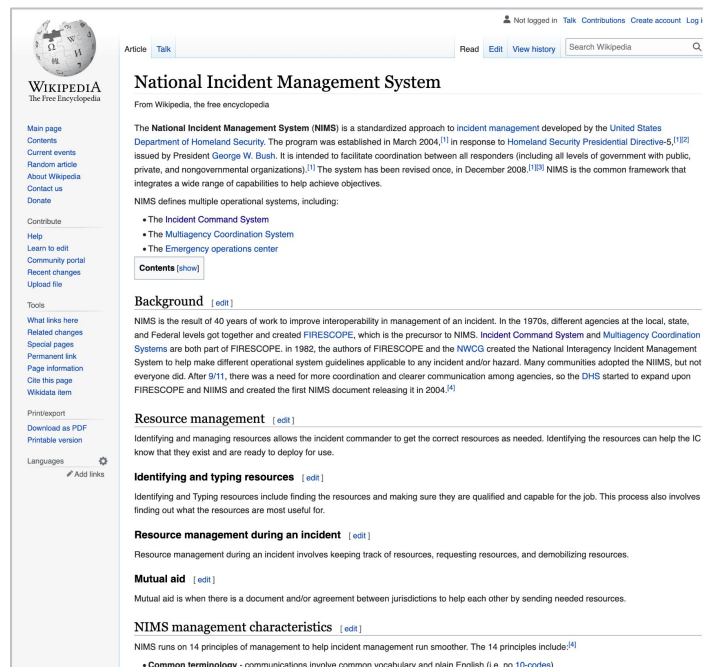 Not logged in Talk Contributions Create account Log i
Article Talk Read Edit View history Search Wikipedia
WIKIPEDIA
The Free Encyclopedia
Main page
Contents
Current events
Random article
About Wikipedia
Contact us
Donate
Contribute
Help
Learn to edit
Community portal
Recent changes
Upload file
Tools
What links here
Related changes
Special pages
Permanent link
Page information
Cite this page
Wikidata item
Print/export
Download as PDF
Printable version
Languages
Add links
National Incident Management System
From Wikipedia, the free encyclopedia
The National Incident Management System (NIMS) is a standardized approach to incident management developed by the United States
Department of Homeland Security. The program was established in March 2004,[1] in response to Homeland Security Presidential Directive-5,[1][2]
issued by President George W. Bush. It is intended to facilitate coordination between all responders (including all levels of government with public,
private, and nongovernmental organizations).[1] The system has been revised once, in December 2008.[1][3] NIMS is the common framework that
integrates a wide range of capabilities to help achieve objectives.
NIMS defines multiple operational systems, including:
• The Incident Command System
• The Multiagency Coordination System
• The Emergency operations center
Contents [show]
Background [ edit ]
NIMS is the result of 40 years of work to improve interoperability in management of an incident. In the 1970s, different agencies at the local, state,
and Federal levels got together and created FIRESCOPE, which is the precursor to NIMS. Incident Command System and Multiagency Coordination
Systems are both part of FIRESCOPE. in 1982, the authors of FIRESCOPE and the NWCG created the National Interagency Incident Management
System to help make different operational system guidelines applicable to any incident and/or hazard. Many communities adopted the NIIMS, but not
everyone did. After 9/11, there was a need for more coordination and clearer communication among agencies, so the DHS started to expand upon
FIRESCOPE and NIIMS and created the first NIMS document releasing it in 2004.[4]
Resource management [ edit ]
Identifying and managing resources allows the incident commander to get the correct resources as needed. Identifying the resources can help the IC
know that they exist and are ready to deploy for use.
Identifying and typing resources [ edit ]
Identifying and Typing resources include finding the resources and making sure they are qualified and capable for the job. This process also involves
finding out what the resources are most useful for.
Resource management during an incident [ edit ]
Resource management during an incident involves keeping track of resources, requesting resources, and demobilizing resources.
Mutual aid [ edit ]
Mutual aid is when there is a document and/or agreement between jurisdictions to help each other by sending needed resources.
NIMS management characteristics [ edit ]
NIMS runs on 14 principles of management to help incident management run smoother. The 14 principles include:[4]
• Common terminology - communications involve common vocabulary and plain English (i.e. no 10-codes)